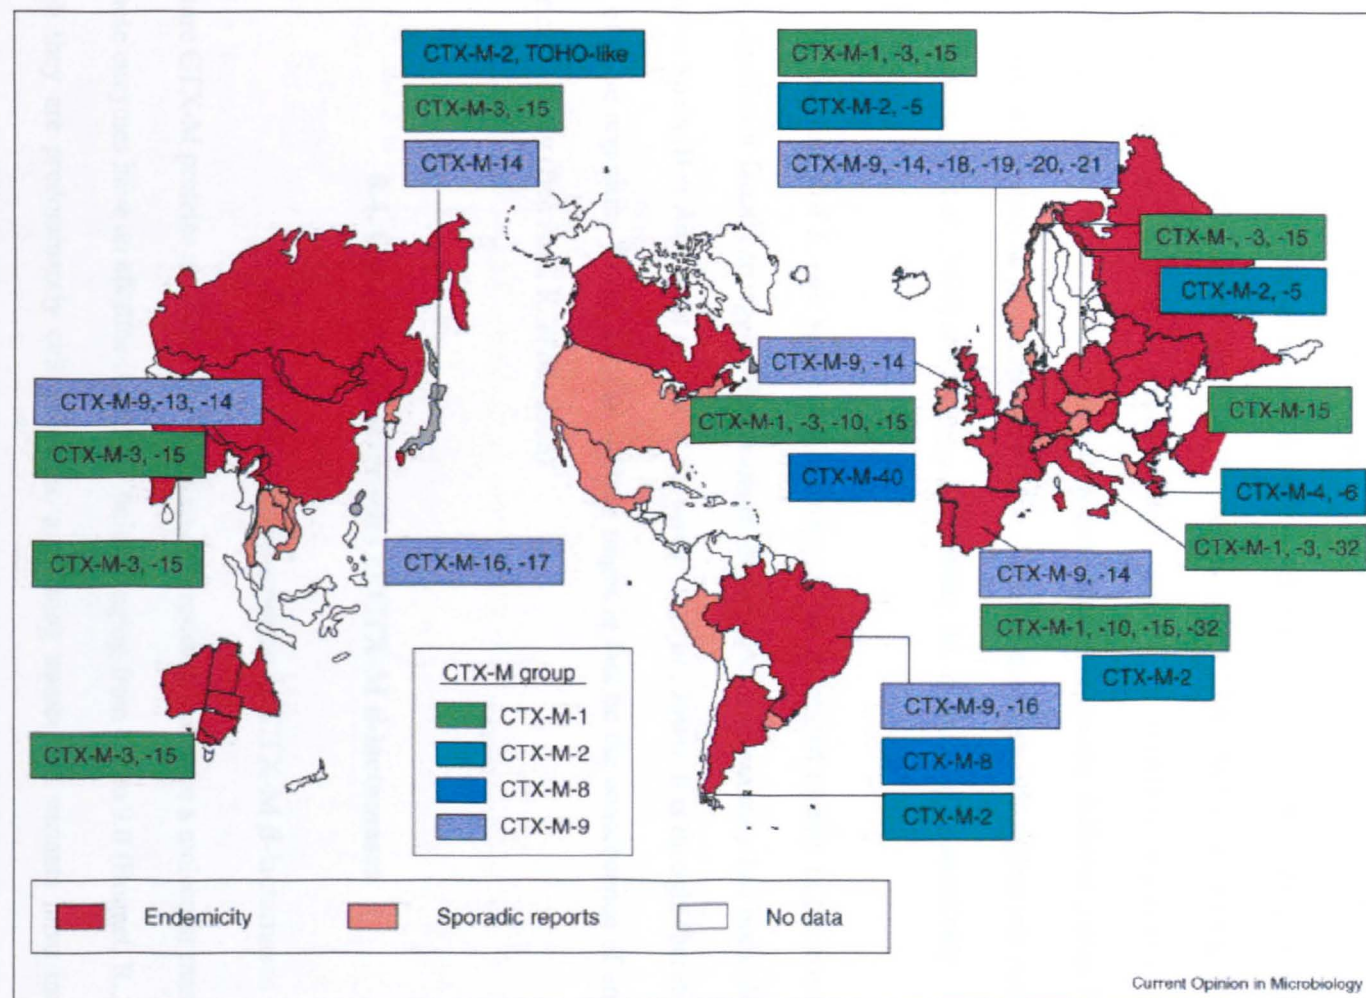 CTX-M-2, TOHO-like
CTX-M-3, -15
CTX-M-14
CTX-M-1, -3, -15
CTX-M-2, -5
CTX-M-9, -14, -18, -19, -20, -21
CTX-M-, -3, -15
CTX-M-2, -5
CTX-M-9, -14
CTX-M-1, -3, -10, -15
CTX-M-40
CTX-M-15
CTX-M-4, -6
CTX-M-1, -3, -32
CTX-M-9, -14
CTX-M-1, -10, -15, -32
CTX-M-2
CTX-M-9,-13, -14
CTX-M-3, -15
CTX-M-3, -15
CTX-M-16, -17
CTX-M-3, -15
CTX-M-9, -16
CTX-M-8
CTX-M-2
CTX-M group
CTX-M-1
CTX-M-2
CTX-M-8
CTX-M-9
Endemicity
Sporadic reports
No data
Current Opinion in Microbiology